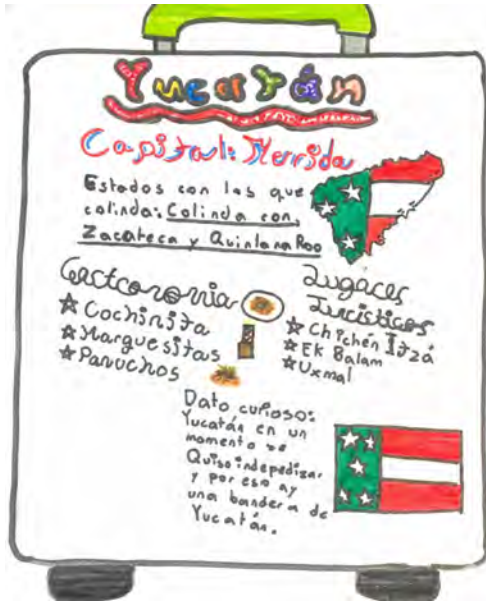 Yucatán
Capital: Merrida
Estados con los que
colinda: Colinda con,
Zacateca y Quintana Roo
Gastronomia
Cochinita
Marguesitas
Panuchos
Lugares
Turisticos
Chichén Itzá
EK Balam
Uxmal
Dato curioso:
Yucatán en un
momento se
Quiso indepedizar
y por eso ay
una bandera de
Yucatán.